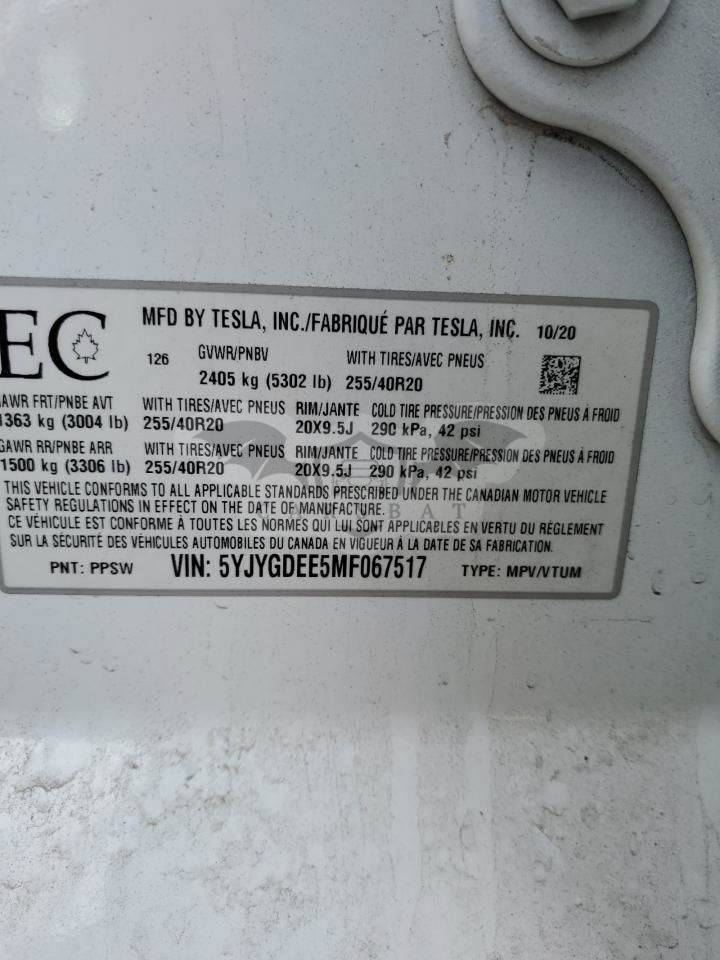 EC
MFD BY TESLA, INC./FABRIQUÉ PAR TESLA, INC. 10/20
126 GVWR/PNBV WITH TIRES/AVEC PNEUS
2405 kg (5302 lb) 255/40R20
GAWR FRT/PNBE AVT WITH TIRES/AVEC PNEUS RIM/JANTE COLD TIRE PRESSURE/PRESSION DES PNEUS À FROID
1363 kg (3004 lb) 255/40R20 20X9.5J 290 kPa, 42 psi
GAWR RR/PNBE ARR WITH TIRES/AVEC PNEUS RIM/JANTE COLD TIRE PRESSURE/PRESSION DES PNEUS À FROID
1500 kg (3306 lb) 255/40R20 20X9.5J 290 kPa, 42 psi
THIS VEHICLE CONFORMS TO ALL APPLICABLE STANDARDS PRESCRIBED UNDER THE CANADIAN MOTOR VEHICLE
SAFETY REGULATIONS IN EFFECT ON THE DATE OF MANUFACTURE.
CE VÉHICULE EST CONFORME À TOUTES LES NORMES QUI LUI SONT APPLICABLES EN VERTU DU RÈGLEMENT
SUR LA SÉCURITÉ DES VÉHICULES AUTOMOBILES DU CANADA EN VIGUEUR À LA DATE DE SA FABRICATION.
PNT: PPSW VIN: 5YJYGDEE5MF067517 TYPE: MPV/VTUM